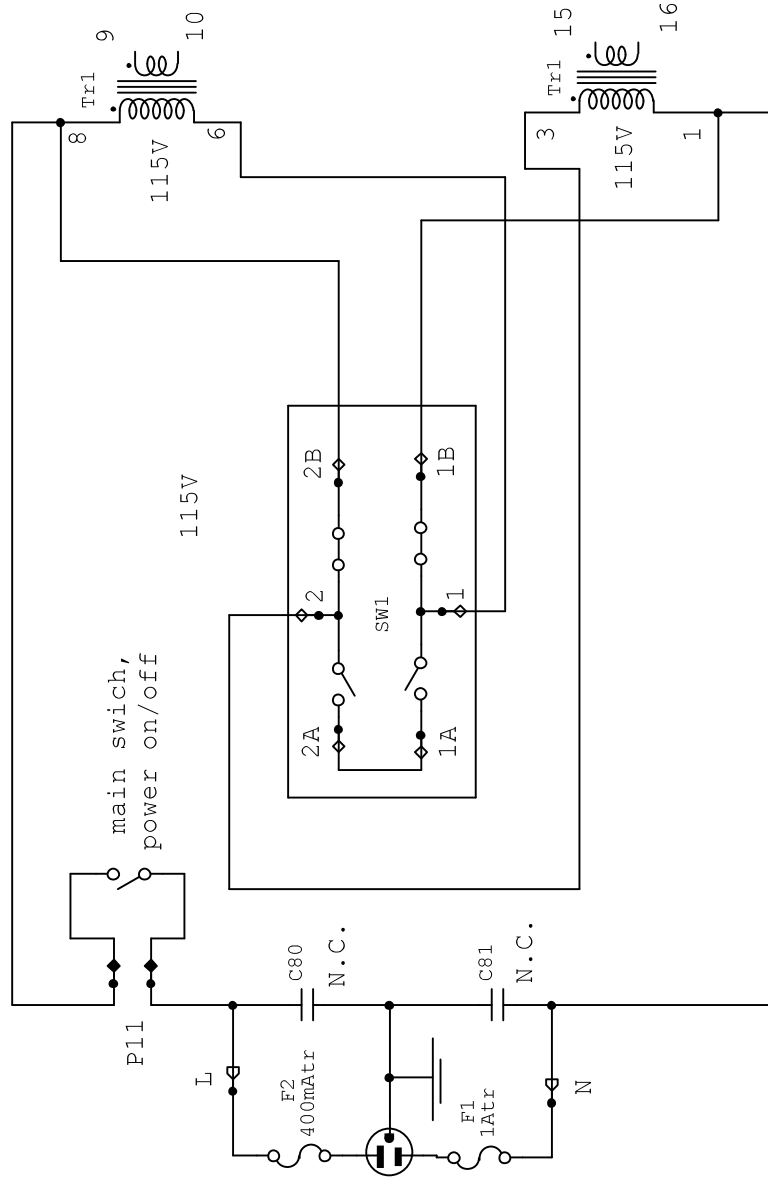 9
10
Tr1
8
6
115V
15
16
Tr1
3
1
115V
115V
2B
1B
2
SW1
1
2A
1A
main swich,
power on/off
P11
C80
N.C.
C81
N.C.
L
F2
400mAtr
F1
1Atr
N